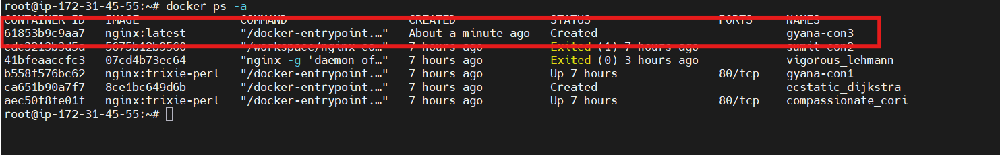 root@ip-172-31-45-55:~# docker ps -a
CONTAINER ID IMAGE COMMAND CREATED STATUS PORTS NAMES
61853b9c9aa7 nginx:latest "/docker-entrypoint.…" About a minute ago Created gyana-con3
cdc3213b3d5a 5675b12b9560 "/workspace/nginx_co…" 7 hours ago Exited (1) 7 hours ago sumit-con2
41bfeaaccfc3 07cd4b73ec64 "nginx -g 'daemon of…" 7 hours ago Exited (0) 3 hours ago vigorous_lehmann
b558f576bc62 nginx:trixie-perl "/docker-entrypoint.…" 7 hours ago Up 7 hours 80/tcp gyana-con1
ca651b90a7f7 8ce1bc649d6b "/docker-entrypoint.…" 7 hours ago Created ecstatic_dijkstra
aec50f8fe01f nginx:trixie-perl "/docker-entrypoint.…" 7 hours ago Up 7 hours 80/tcp compassionate_cori
root@ip-172-31-45-55:~#